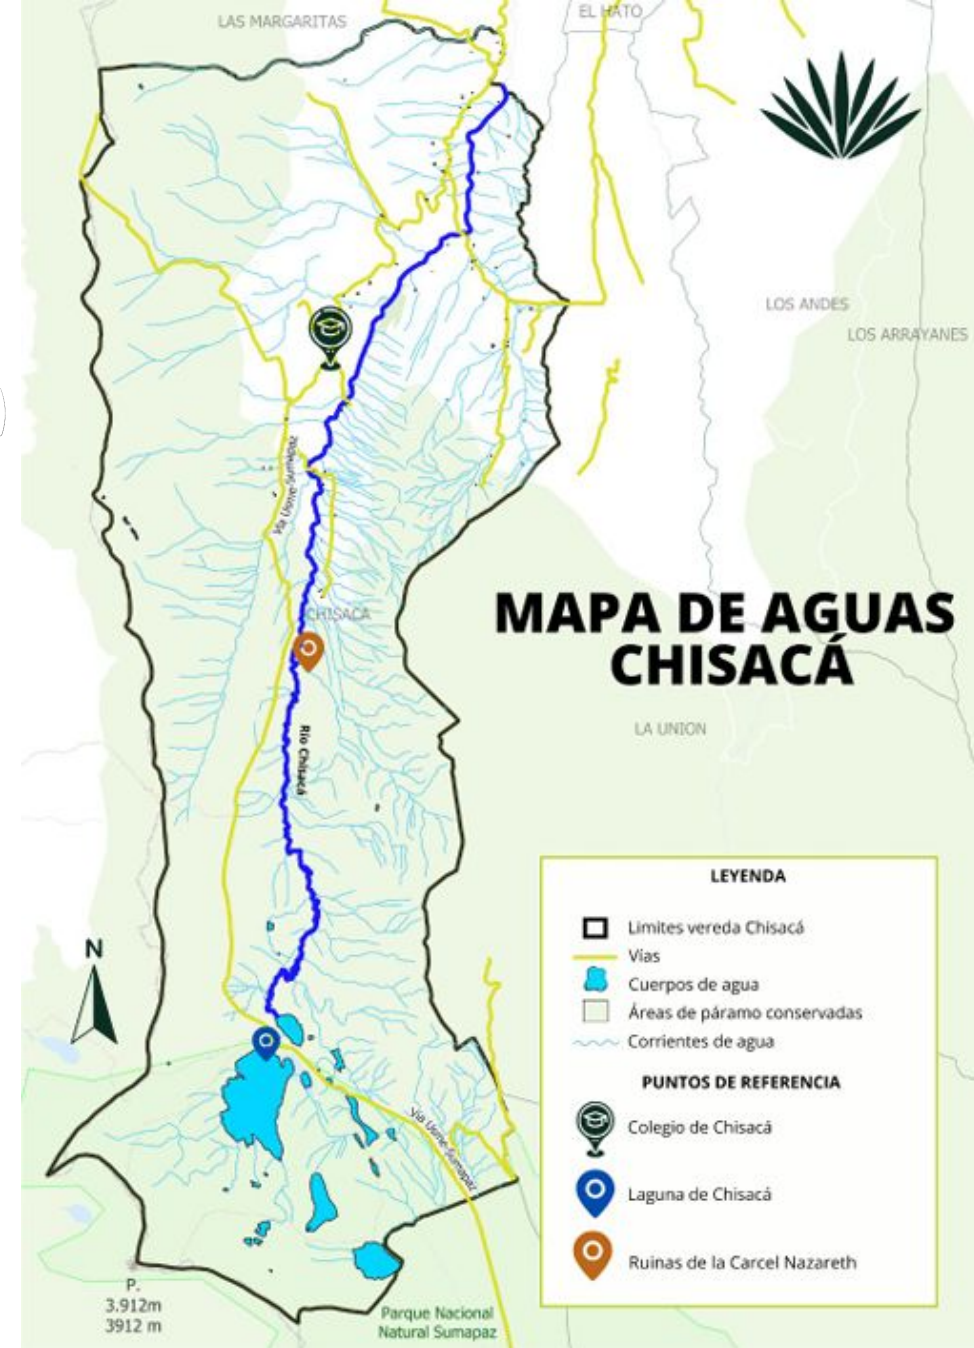 LAS MARGARITAS
EL HATO
LOS ANDES
LOS ARRAYANES
Vía Usme-Sumapaz
CHISACA
MAPA DE AGUAS
CHISACÁ
LA UNION
Río Chisacá
LEYENDA
Limites vereda Chisacá
Vías
Cuerpos de agua
Áreas de páramo conservadas
Corrientes de agua
PUNTOS DE REFERENCIA
Colegio de Chisacá
Laguna de Chisacá
Ruinas de la Carcel Nazareth
N
Vía Usme-Sumapaz
P.
3.912m
3912 m
Parque Nacional
Natural Sumapaz